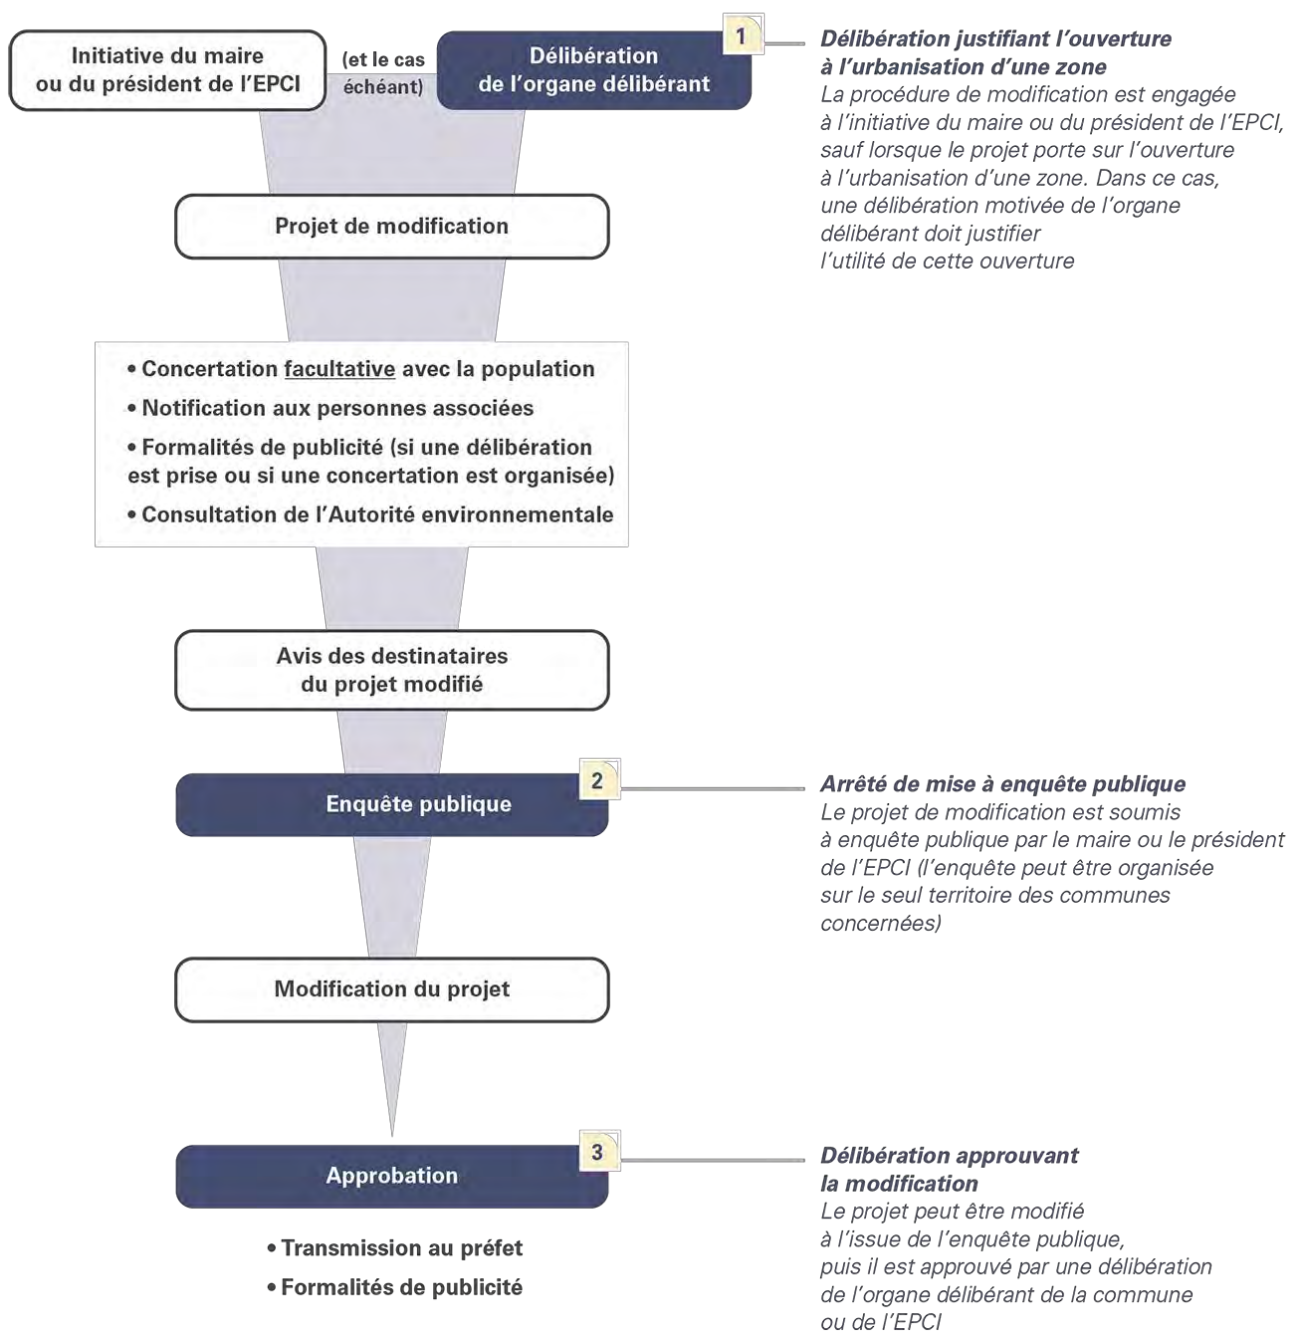 Initiative du maire
ou du président de l'EPCI
(et le cas
échéant)
Délibération
de l'organe délibérant
1
Délibération justifiant l'ouverture
à l'urbanisation d'une zone
La procédure de modification est engagée
à l'initiative du maire ou du président de l'EPCI,
sauf lorsque le projet porte sur l'ouverture
à l'urbanisation d'une zone. Dans ce cas,
une délibération motivée de l'organe
délibérant doit justifier
l'utilité de cette ouverture
Projet de modification
• Concertation facultative avec la population
• Notification aux personnes associées
• Formalités de publicité (si une délibération
est prise ou si une concertation est organisée)
• Consultation de l'Autorité environnementale
Avis des destinataires
du projet modifié
Enquête publique
2
Arrêté de mise à enquête publique
Le projet de modification est soumis
à enquête publique par le maire ou le président
de l'EPCI (l'enquête peut être organisée
sur le seul territoire des communes
concernées)
Modification du projet
Approbation
3
Délibération approuvant
la modification
Le projet peut être modifié
à l'issue de l'enquête publique,
puis il est approuvé par une délibération
de l'organe délibérant de la commune
ou de l'EPCI
• Transmission au préfet
• Formalités de publicité